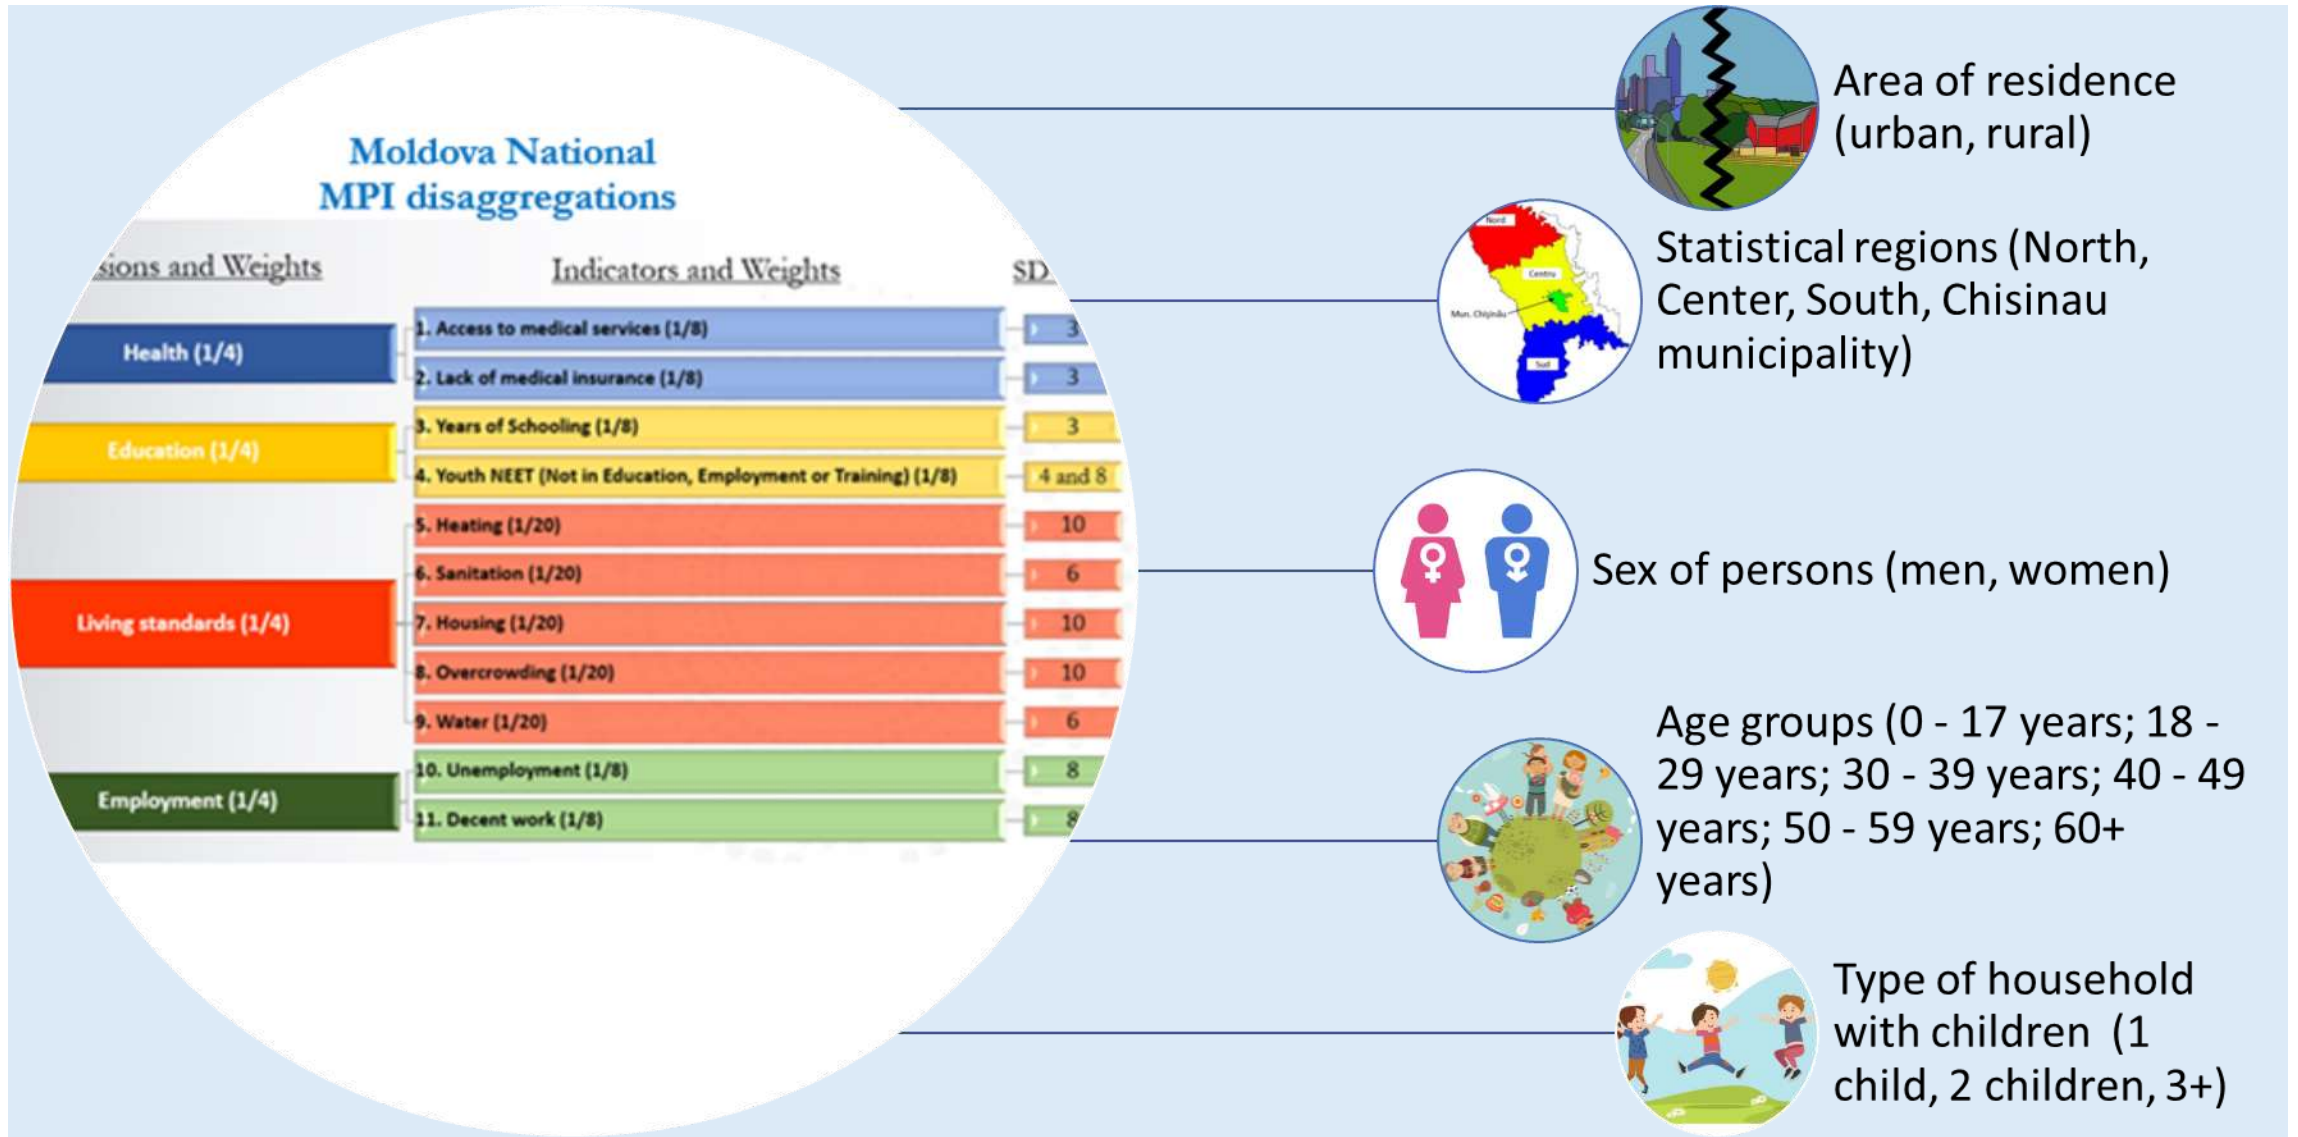 Moldova National
MPI disaggregations
sions and Weights
Indicators and Weights
SD
Health (1/4)
1. Access to medical services (1/8)
3
2. Lack of medical insurance (1/8)
3
Education (1/4)
3. Years of Schooling (1/8)
3
4. Youth NEET (Not in Education, Employment or Training) (1/8)
4 and 8
Living standards (1/4)
5. Heating (1/20)
10
6. Sanitation (1/20)
6
7. Housing (1/20)
10
8. Overcrowding (1/20)
10
9. Water (1/20)
6
Employment (1/4)
10. Unemployment (1/8)
8
11. Decent work (1/8)
8
Area of residence
(urban, rural)
Nord
Centru
Mun. Chișinău
Sud
Statistical regions (North,
Center, South, Chisinau
municipality)
Sex of persons (men, women)
Age groups (0 - 17 years; 18 -
29 years; 30 - 39 years; 40 - 49
years; 50 - 59 years; 60+
years)
Type of household
with children (1
child, 2 children, 3+)